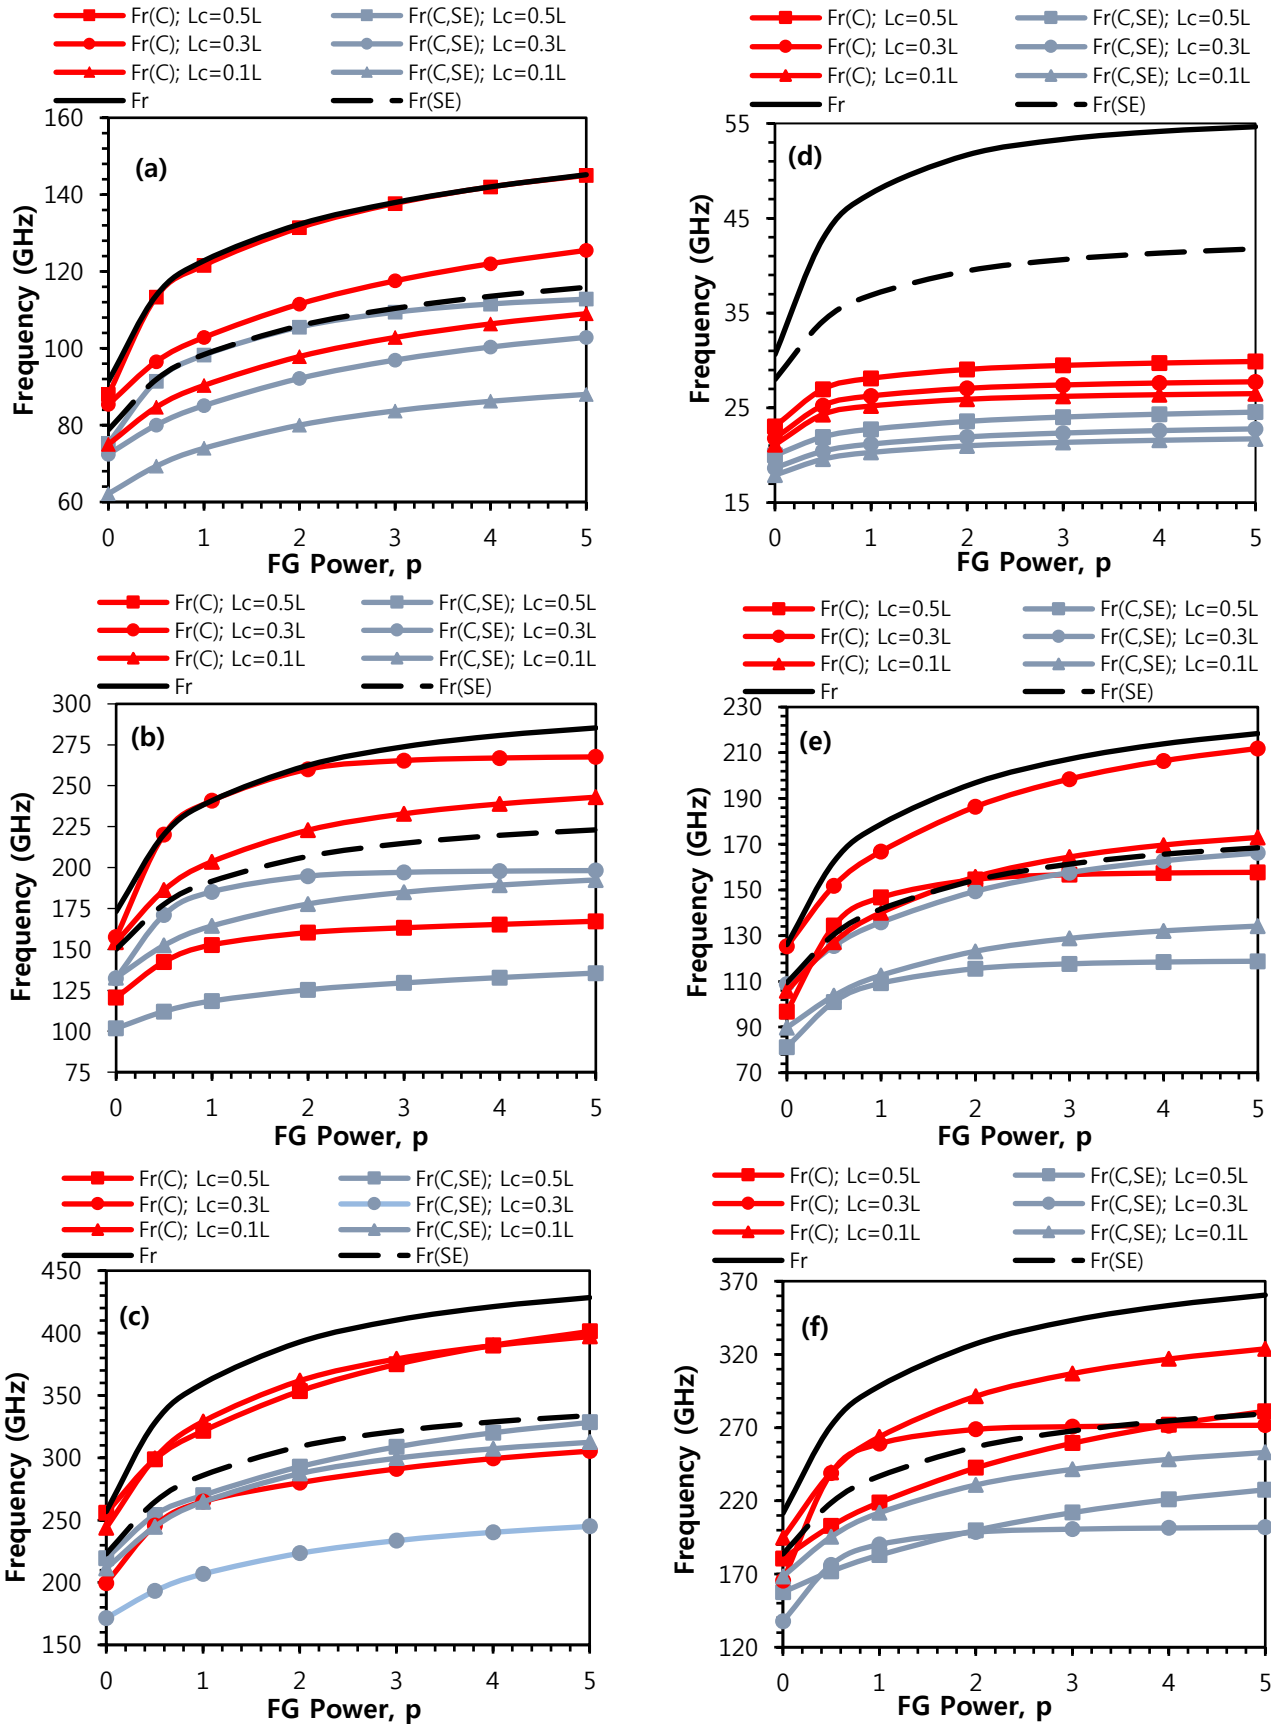 Fr(C); Lc=0.5L Fr(C,SE); Lc=0.5L
Fr(C); Lc=0.3L Fr(C,SE); Lc=0.3L
Fr(C); Lc=0.1L Fr(C,SE); Lc=0.1L
Fr Fr(SE)
160
140
120
100
80
60
Frequency (GHz)
(a)
0 1 2 3 4 5
FG Power, p
Fr(C); Lc=0.5L Fr(C,SE); Lc=0.5L
Fr(C); Lc=0.3L Fr(C,SE); Lc=0.3L
Fr(C); Lc=0.1L Fr(C,SE); Lc=0.1L
Fr Fr(SE)
55
45
35
25
15
Frequency (GHz)
(d)
0 1 2 3 4 5
FG Power, p
Fr(C); Lc=0.5L Fr(C,SE); Lc=0.5L
Fr(C); Lc=0.3L Fr(C,SE); Lc=0.3L
Fr(C); Lc=0.1L Fr(C,SE); Lc=0.1L
Fr Fr(SE)
300
275
250
225
200
175
150
125
100
75
Frequency (GHz)
(b)
0 1 2 3 4 5
FG Power, p
Fr(C); Lc=0.5L Fr(C,SE); Lc=0.5L
Fr(C); Lc=0.3L Fr(C,SE); Lc=0.3L
Fr(C); Lc=0.1L Fr(C,SE); Lc=0.1L
Fr Fr(SE)
230
210
190
170
150
130
110
90
70
Frequency (GHz)
(e)
0 1 2 3 4 5
FG Power, p
Fr(C); Lc=0.5L Fr(C,SE); Lc=0.5L
Fr(C); Lc=0.3L Fr(C,SE); Lc=0.3L
Fr(C); Lc=0.1L Fr(C,SE); Lc=0.1L
Fr Fr(SE)
450
400
350
300
250
200
150
Frequency (GHz)
(c)
0 1 2 3 4 5
FG Power, p
Fr(C); Lc=0.5L Fr(C,SE); Lc=0.5L
Fr(C); Lc=0.3L Fr(C,SE); Lc=0.3L
Fr(C); Lc=0.1L Fr(C,SE); Lc=0.1L
Fr Fr(SE)
370
320
270
220
170
120
Frequency (GHz)
(f)
0 1 2 3 4 5
FG Power, p